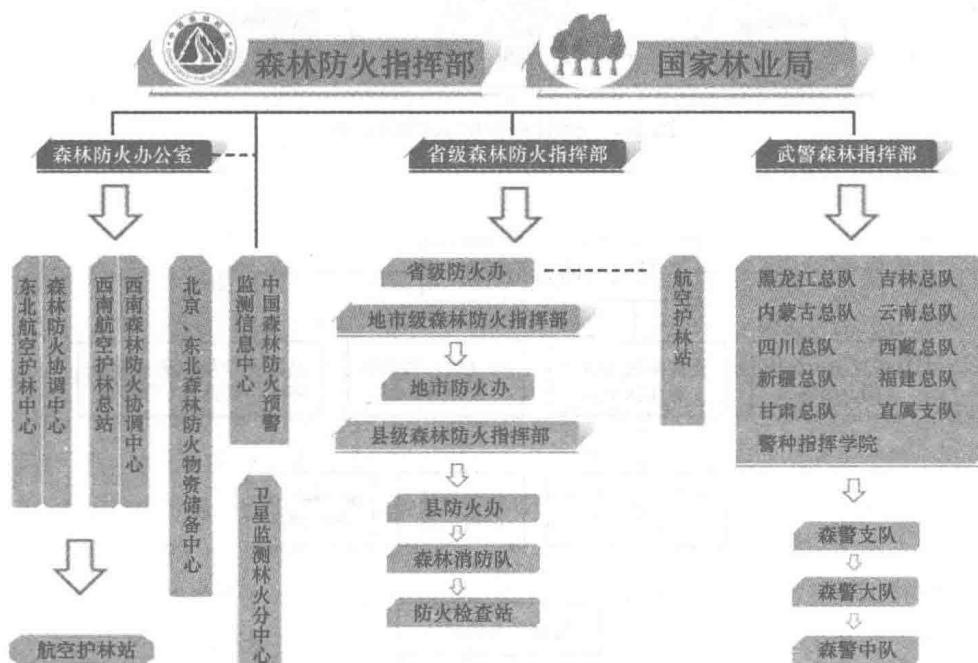 森林防火指挥部
国家林业局
森林防火办公室
省级森林防火指挥部
武警森林指挥部
东北航空护林中心
森林防火协调中心
西南航空护林总站
西南森林防火协调中心
北京、东北森林防火物资储备中心
中国森林防火预警
监测信息中心
卫星监测林火分中心
航空护林站
省级防火办
地市级森林防火指挥部
地市防火办
县级森林防火指挥部
县防火办
森林消防队
防火检查站
航空护林站
黑龙江总队 吉林总队
内蒙古总队 云南总队
四川总队 西藏总队
新疆总队 福建总队
甘肃总队 直属支队
警种指挥学院
森警支队
森警大队
森警中队